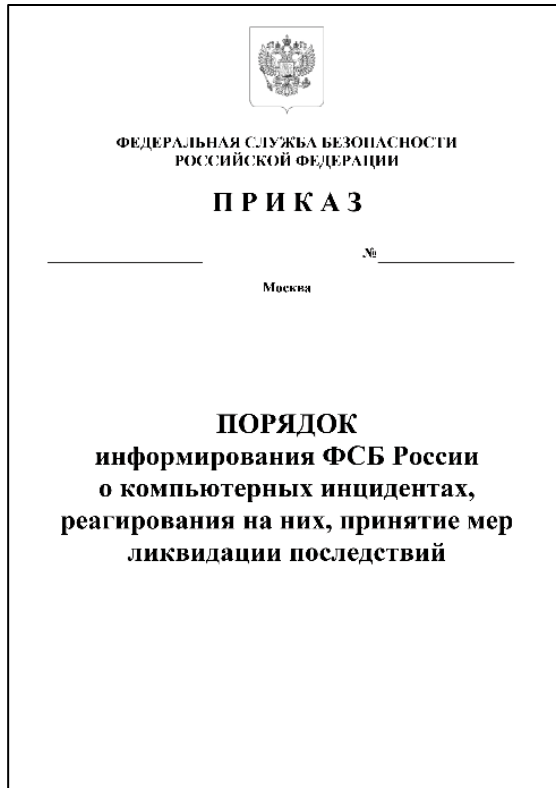 ФЕДЕРАЛЬНАЯ СЛУЖБА БЕЗОПАСНОСТИ
РОССИЙСКОЙ ФЕДЕРАЦИИ
П Р И К А З
№
Москва
ПОРЯДОК
информирования ФСБ России
о компьютерных инцидентах,
реагирования на них, принятие мер
ликвидации последствий